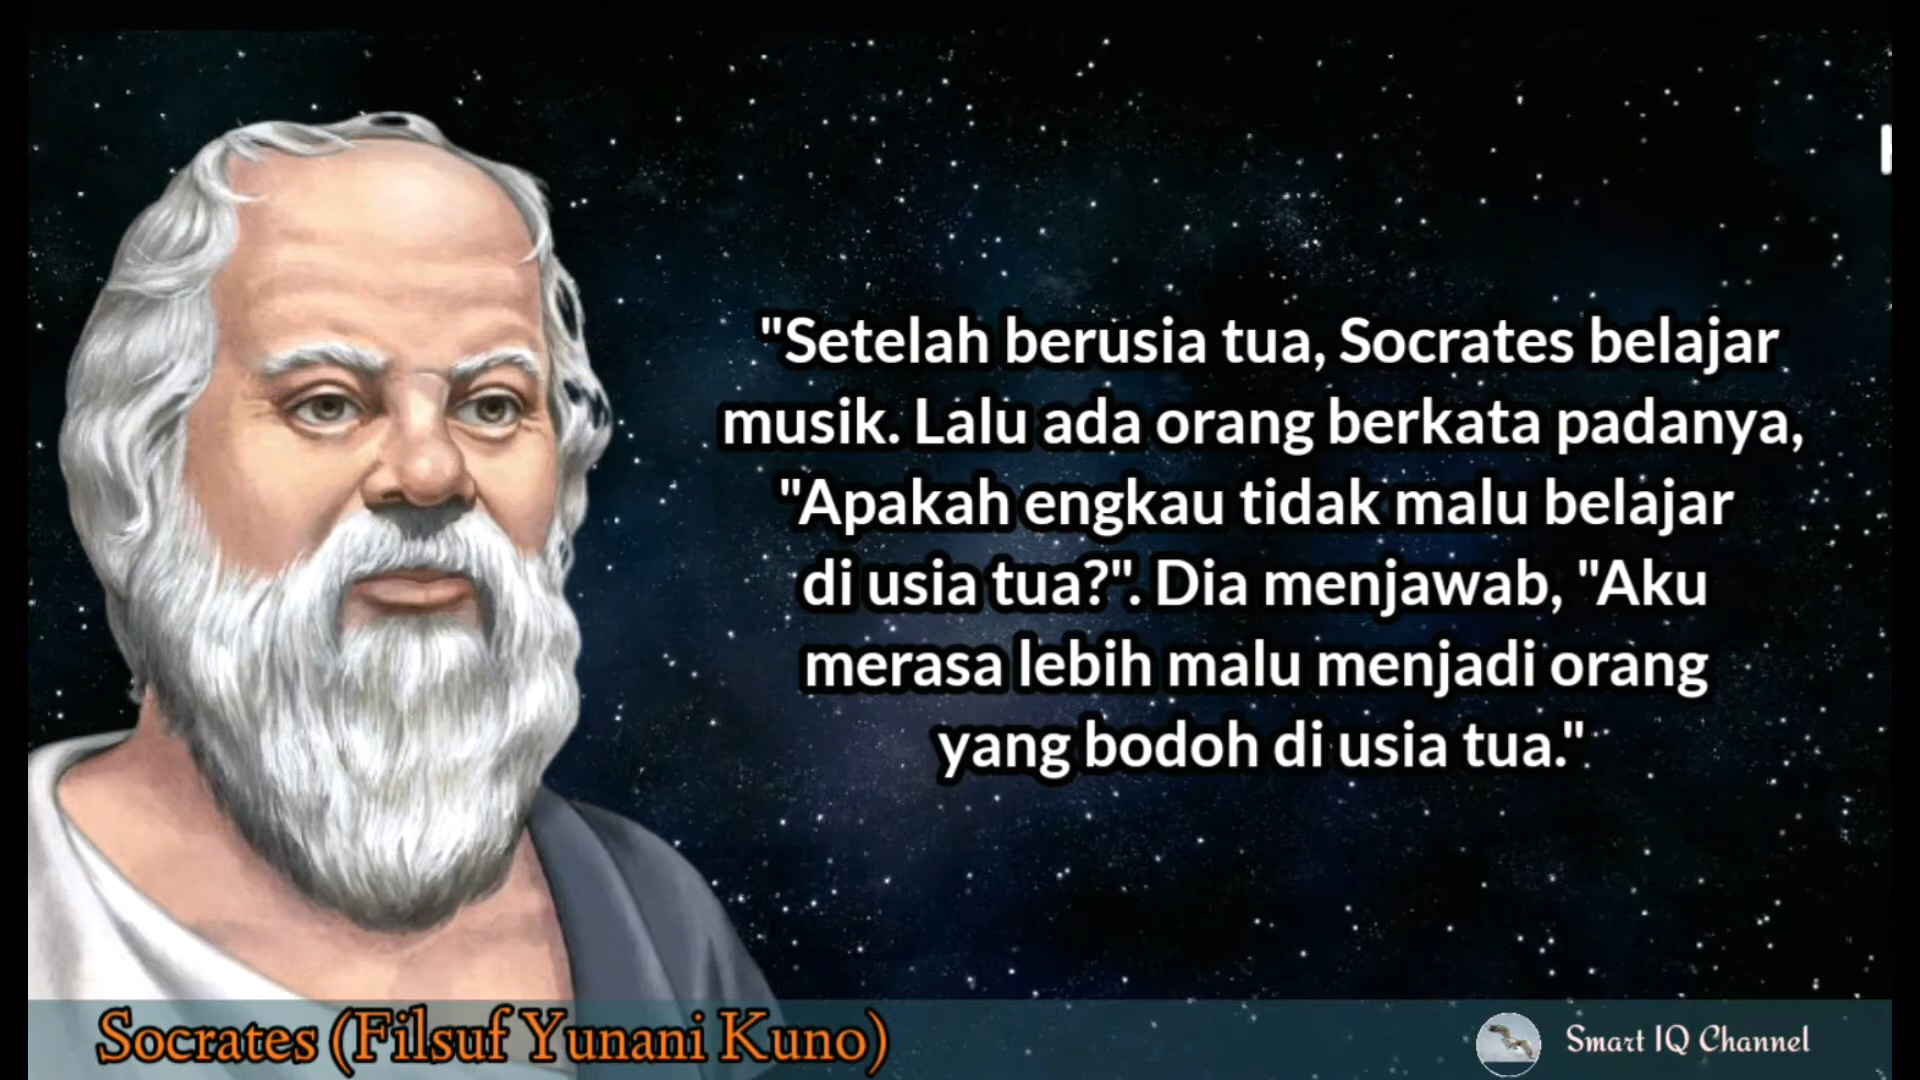 "Setelah berusia tua, Socrates belajar
musik. Lalu ada orang berkata padanya,
"Apakah engkau tidak malu belajar
di usia tua?". Dia menjawab, "Aku
merasa lebih malu menjadi orang
yang bodoh di usia tua."
Socrates (Filsuf Yunani Kuno)
Smart IQ Channel